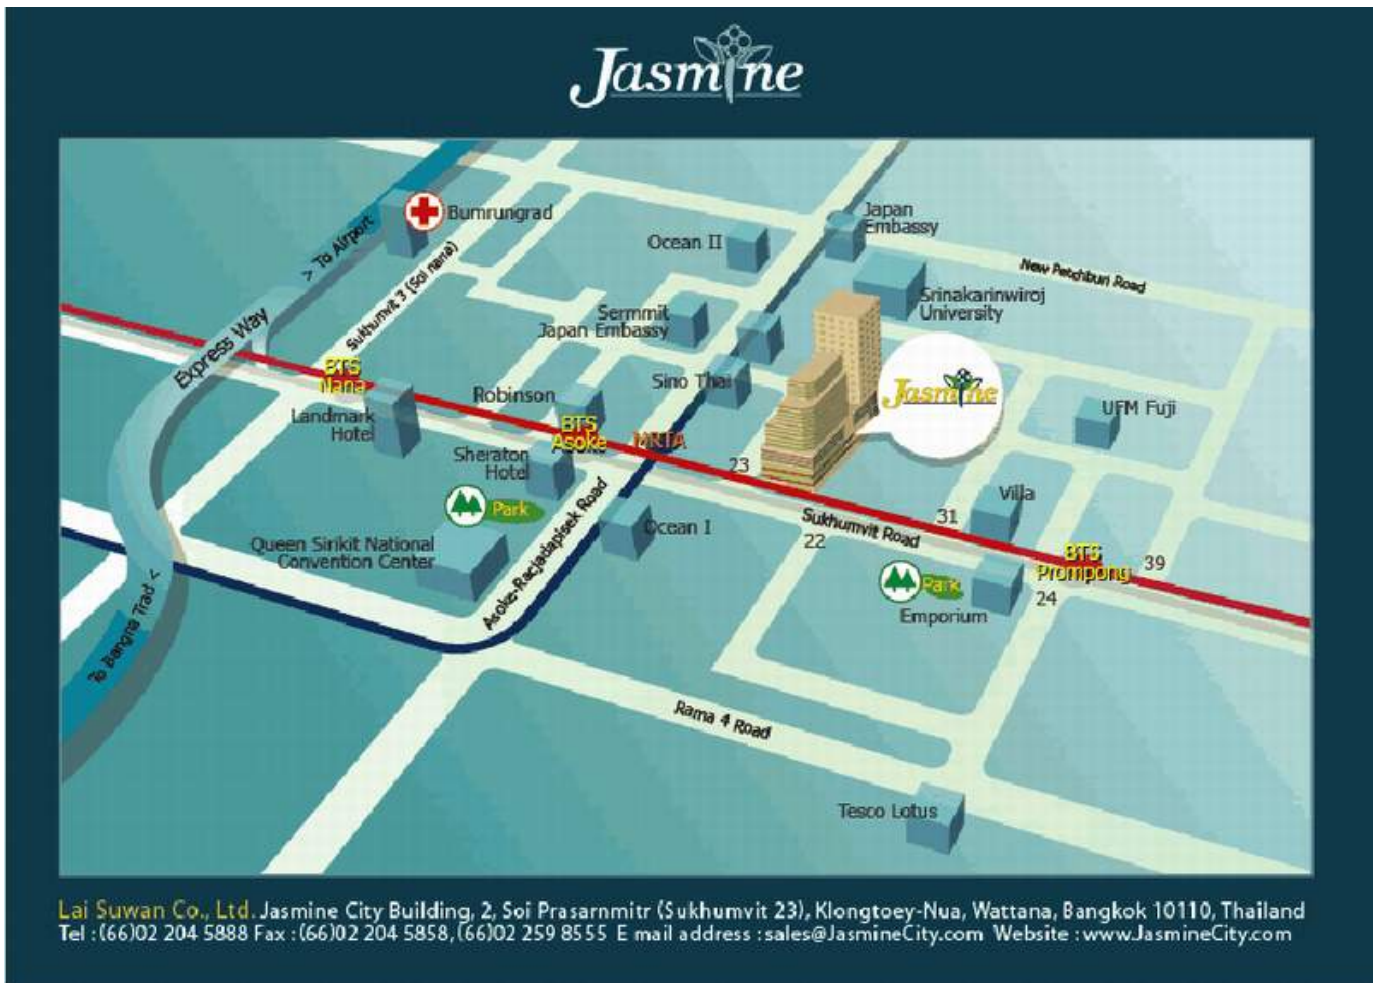 Jasmine
Bumrungrad
> To Airport
Sukhumvit 3 (Soi nana)
Express Way
Ocean II
Japan
Embassy
New Petchburi Road
Srinakarinwiroj
University
Sermmit
Japan Embassy
Sino Thai
Jasmine
UFM Fuji
BTS
Nana
Landmark
Hotel
Robinson
BTS
Asoke
MRTA
Sheraton
Hotel
23
Park
Queen Sirikit National
Convention Center
Asoke-Racjadapisek Road
Ocean I
Sukhumvit Road
22
31
Villa
BTS
Prompong
39
24
Park
Emporium
To Bangna Trad <
Rama 4 Road
Tesco Lotus
Lai Suwan Co., Ltd. Jasmine City Building, 2, Soi Prasarnmitr (Sukhumvit 23), Klongtoey-Nua, Wattana, Bangkok 10110, Thailand
Tel : (66)02 204 5888 Fax : (66)02 204 5858, (66)02 259 8555 E mail address : sales@JasmineCity.com Website : www.JasmineCity.com